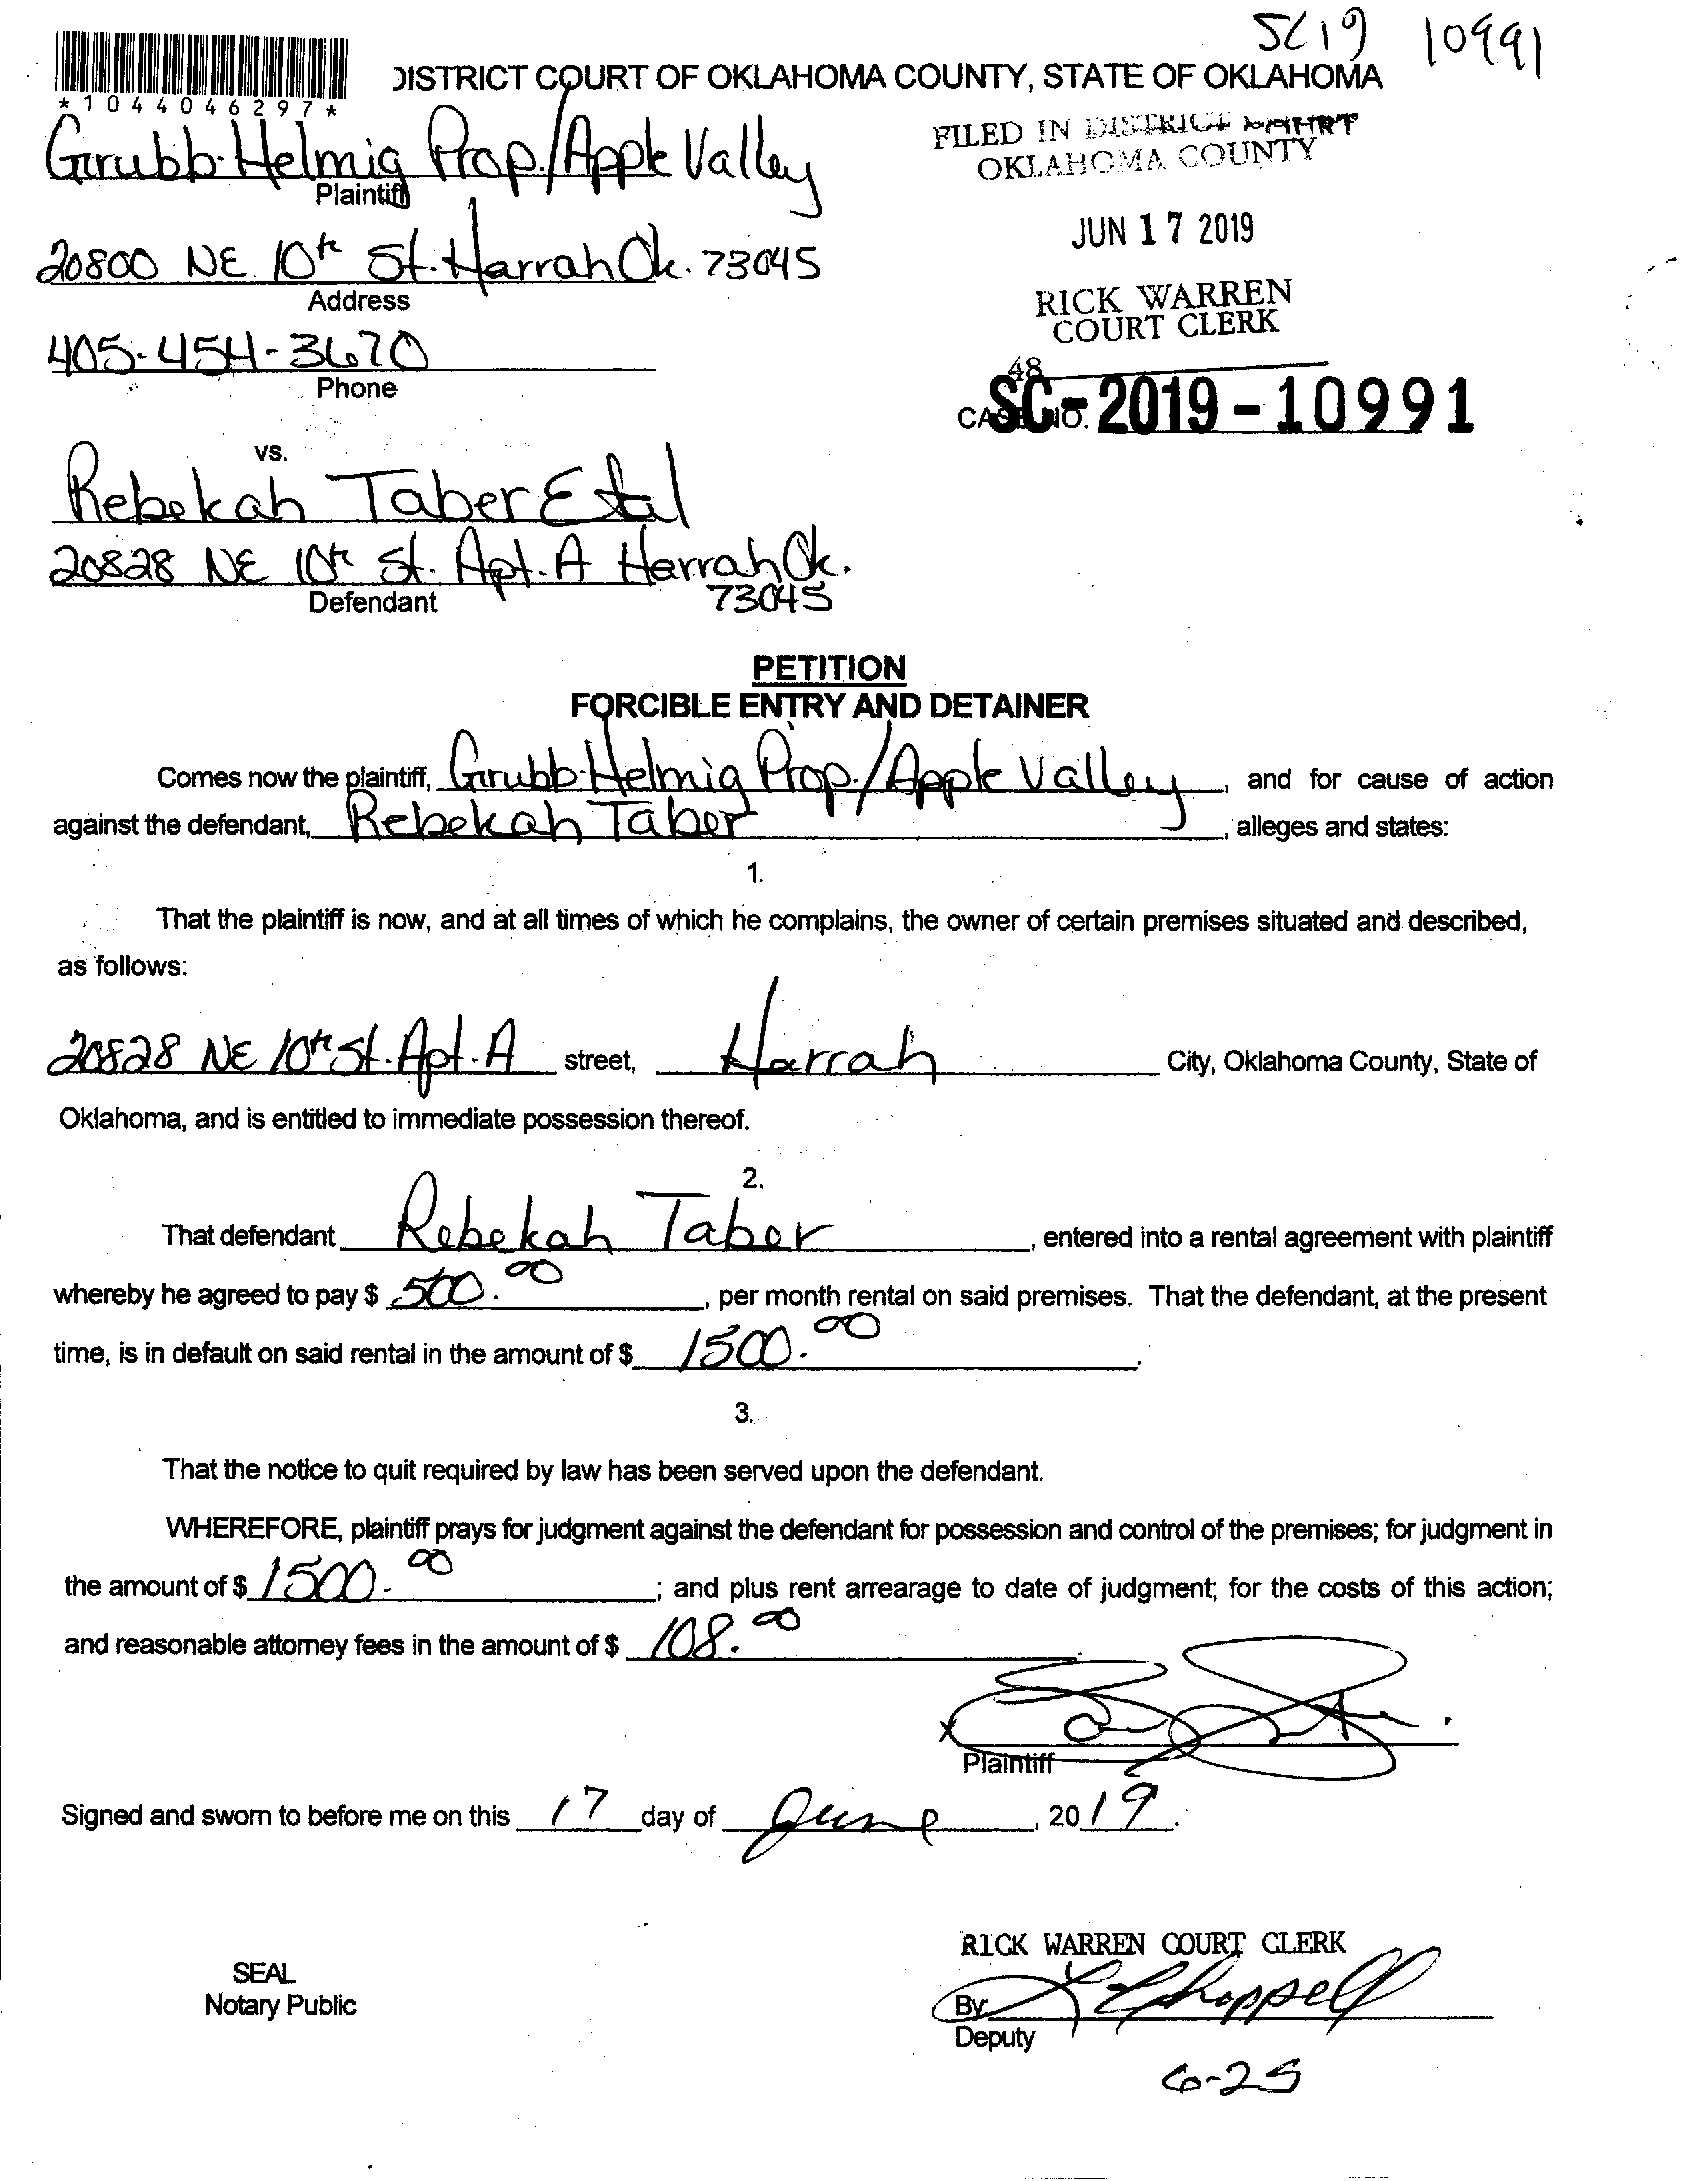 SC19 10991
*1044046297*
DISTRICT COURT OF OKLAHOMA COUNTY, STATE OF OKLAHOMA
FILED IN DISTRICT COURT
OKLAHOMA COUNTY
Grubb-Helmig Prop./Apple Valley
Plaintiff
JUN 17 2019
20800 NE 10th St. Harrah Ok. 73045
Address
RICK WARREN
COURT CLERK
405-454-3670
Phone
48
CASE NO. SC-2019-10991
vs.
Rebekah Taber Etal
20828 NE 10th St. Apt. A Harrah Ok.
73045
Defendant
PETITION
FORCIBLE ENTRY AND DETAINER
Comes now the plaintiff, Grubb-Helmig Prop./Apple Valley, and for cause of action
against the defendant, Rebekah Taber, alleges and states:
1.
That the plaintiff is now, and at all times of which he complains, the owner of certain premises situated and described,
as follows:
20828 NE 10th St. Apt. A street, Harrah City, Oklahoma County, State of
Oklahoma, and is entitled to immediate possession thereof.
2.
That defendant Rebekah Taber, entered into a rental agreement with plaintiff
whereby he agreed to pay $ 500.00, per month rental on said premises. That the defendant, at the present
time, is in default on said rental in the amount of $ 1500.00.
3.
That the notice to quit required by law has been served upon the defendant.
WHEREFORE, plaintiff prays for judgment against the defendant for possession and control of the premises; for judgment in
the amount of $ 1500.00; and plus rent arrearage to date of judgment; for the costs of this action;
and reasonable attorney fees in the amount of $ 108.00
x
Plaintiff
Signed and sworn to before me on this 17 day of June, 2019.
RICK WARREN COURT CLERK
SEAL
Notary Public
By Chappell
Deputy
6-25